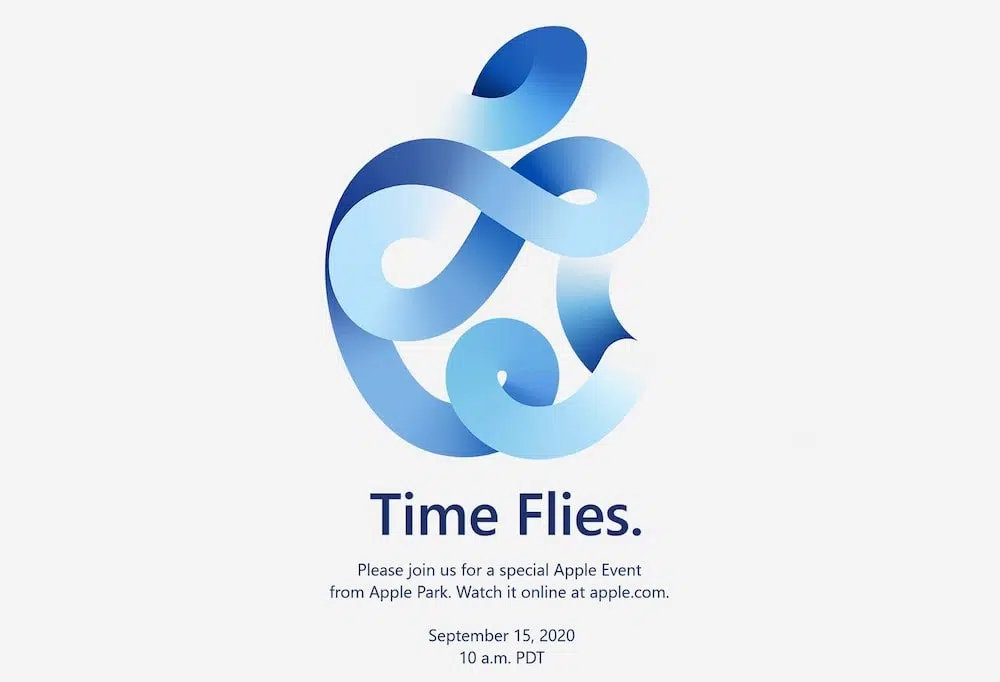 Time Flies.
Please join us for a special Apple Event
from Apple Park. Watch it online at apple.com.
September 15, 2020
10 a.m. PDT